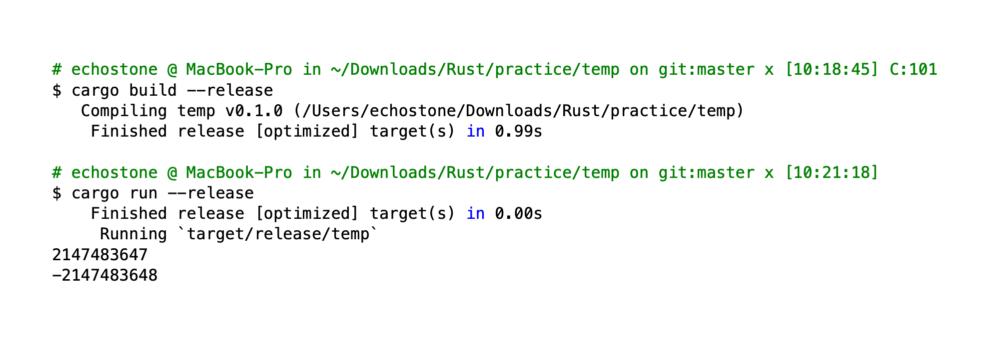 # echostone @ MacBook-Pro in ~/Downloads/Rust/practice/temp on git:master x [10:18:45] C:101
$ cargo build --release
   Compiling temp v0.1.0 (/Users/echostone/Downloads/Rust/practice/temp)
    Finished release [optimized] target(s) in 0.99s

# echostone @ MacBook-Pro in ~/Downloads/Rust/practice/temp on git:master x [10:21:18]
$ cargo run --release
    Finished release [optimized] target(s) in 0.00s
     Running `target/release/temp`
2147483647
-2147483648